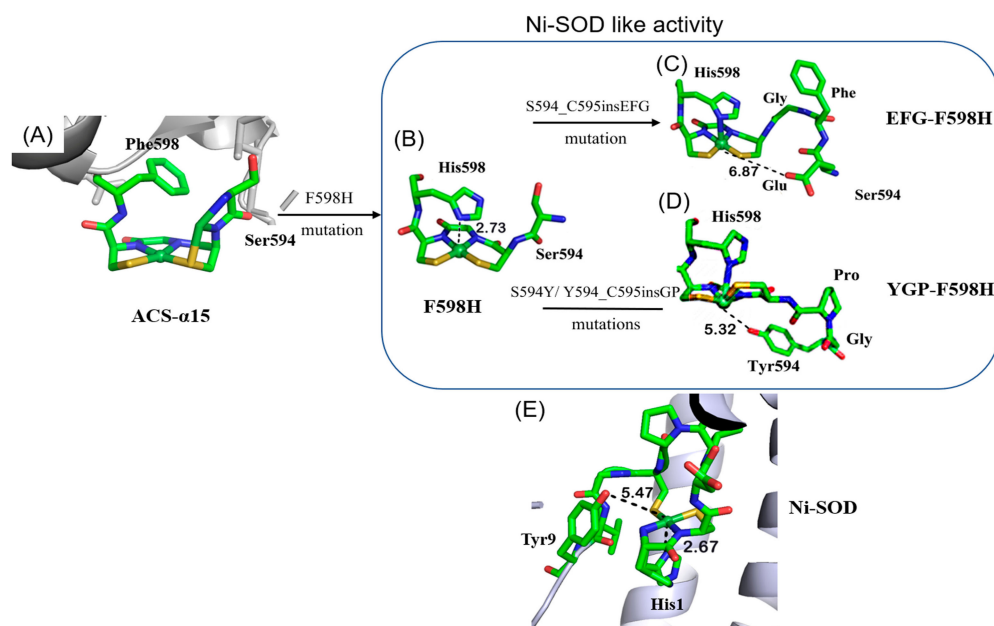 Ni-SOD like activity
(A)
Phe598
Ser594
ACS-α15
F598H
mutation
(B)
His598
2.73
Ser594
F598H
S594_C595insEFG
mutation
(C)
His598
Gly
Phe
6.87
Glu
Ser594
EFG-F598H
S594Y/ Y594_C595insGP
mutations
(D)
His598
Pro
5.32
Gly
Tyr594
YGP-F598H
(E)
5.47
Tyr9
2.67
His1
Ni-SOD